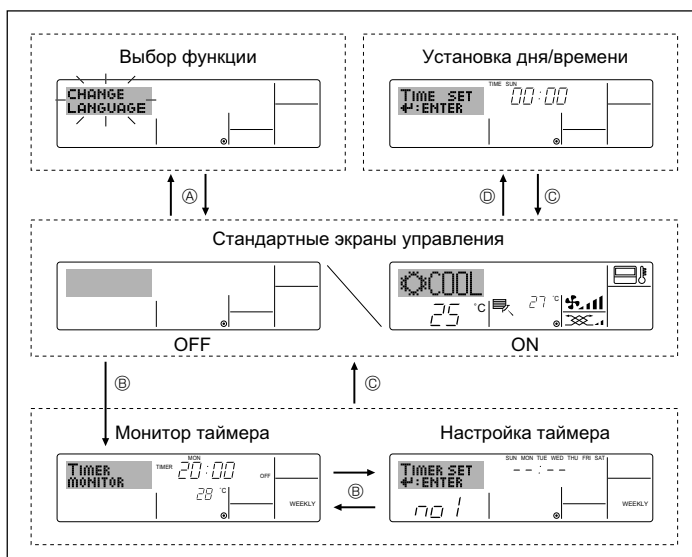 Выбор функции
CHANGE
LANGUAGE
Установка дня/времени
TIME SUN
TIME SET 00:00
↵:ENTER
Ⓐ
Ⓓ
Ⓒ
Стандартные экраны управления
COOL
25 °C 27 °C
OFF
ON
Ⓑ
Ⓒ
Монитор таймера
MON
TIMER
MONITOR
TIMER 20:00 OFF
28 °C
WEEKLY
Ⓑ
Настройка таймера
SUN MON TUE WED THU FRI SAT
TIMER SET --:--
↵:ENTER
no 1
WEEKLY